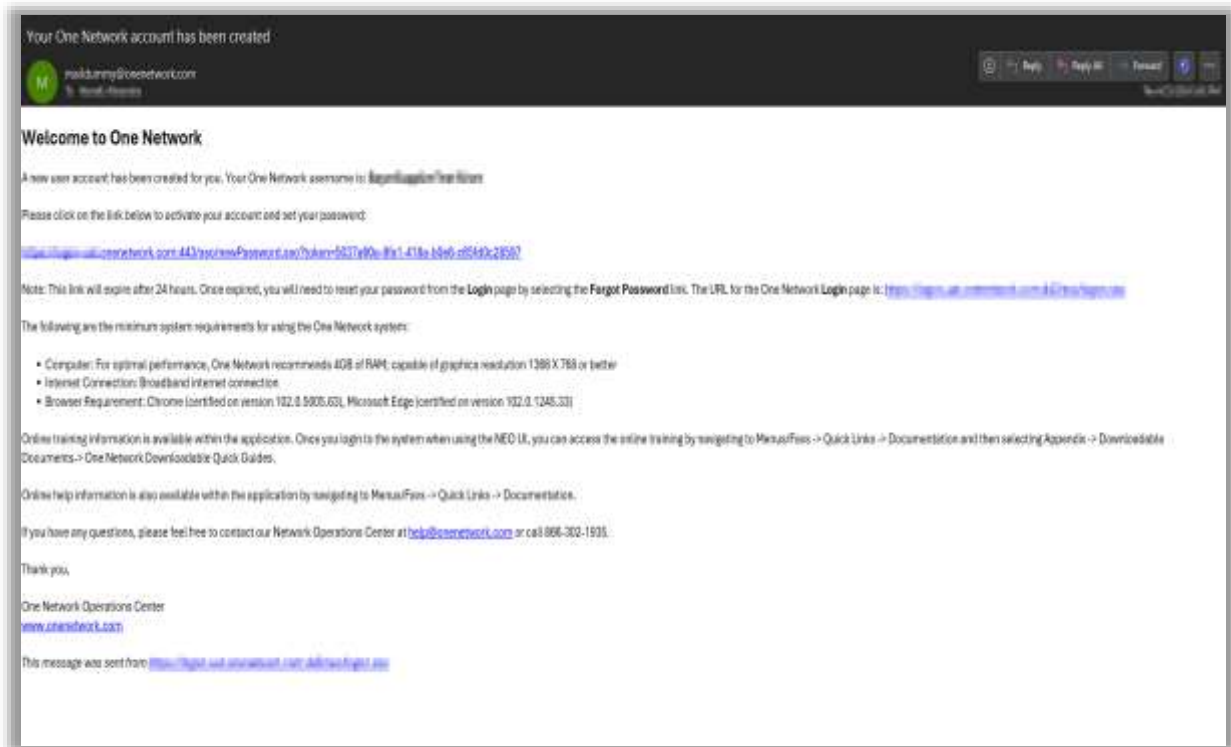 Your One Network account has been created
M
maildummy@onenetwork.com
To
Reply
Reply All
Forward
Welcome to One Network
A new user account has been created for you. Your One Network username is:
Please click on the link below to activate your account and set your password:
onenetwork.com:443/sso/newPassword.sso?token=
Note: This link will expire after 24 hours. Once expired, you will need to reset your password from the Login page by selecting the Forgot Password link. The URL for the One Network Login page is:
The following are the minimum system requirements for using the One Network system:
• Computer: For optimal performance, One Network recommends 4GB of RAM; capable of graphics resolution 1366 X 768 or better
• Internet Connection: Broadband internet connection
• Browser Requirement: Chrome (certified on version 102.0.5005.63), Microsoft Edge (certified on version 102.0.1245.33)
Online training information is available within the application. Once you login to the system when using the NEO UI, you can access the online training by navigating to Menus/Favs -> Quick Links -> Documentation and then selecting Appendix -> Downloadable
Documents-> One Network Downloadable Quick Guides.
Online help information is also available within the application by navigating to Menus/Favs -> Quick Links -> Documentation.
If you have any questions, please feel free to contact our Network Operations Center at help@onenetwork.com or call 866-302-1935.
Thank you,
One Network Operations Center
www.onenetwork.com
This message was sent from